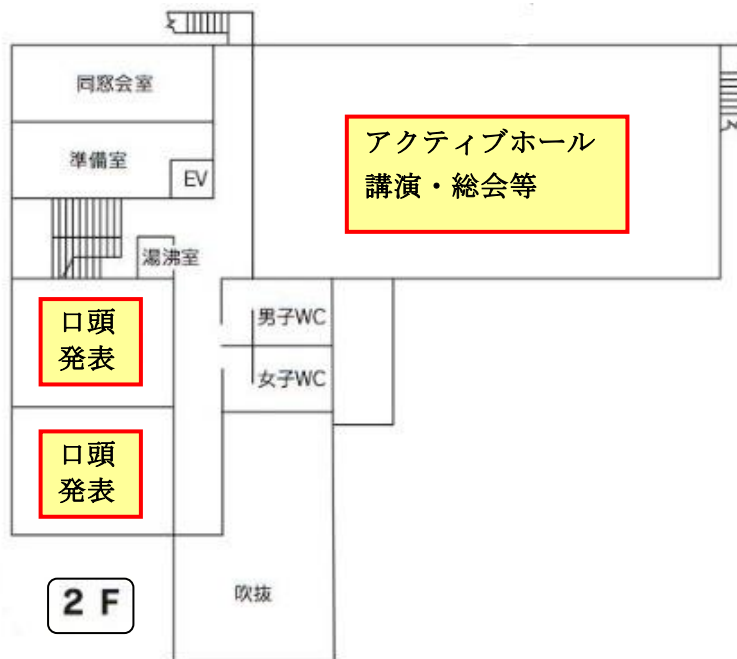 同窓会室
準備室
EV
アクティブホール
講演・総会等
湯沸室
口頭
発表
男子WC
女子WC
口頭
発表
2 F
吹抜